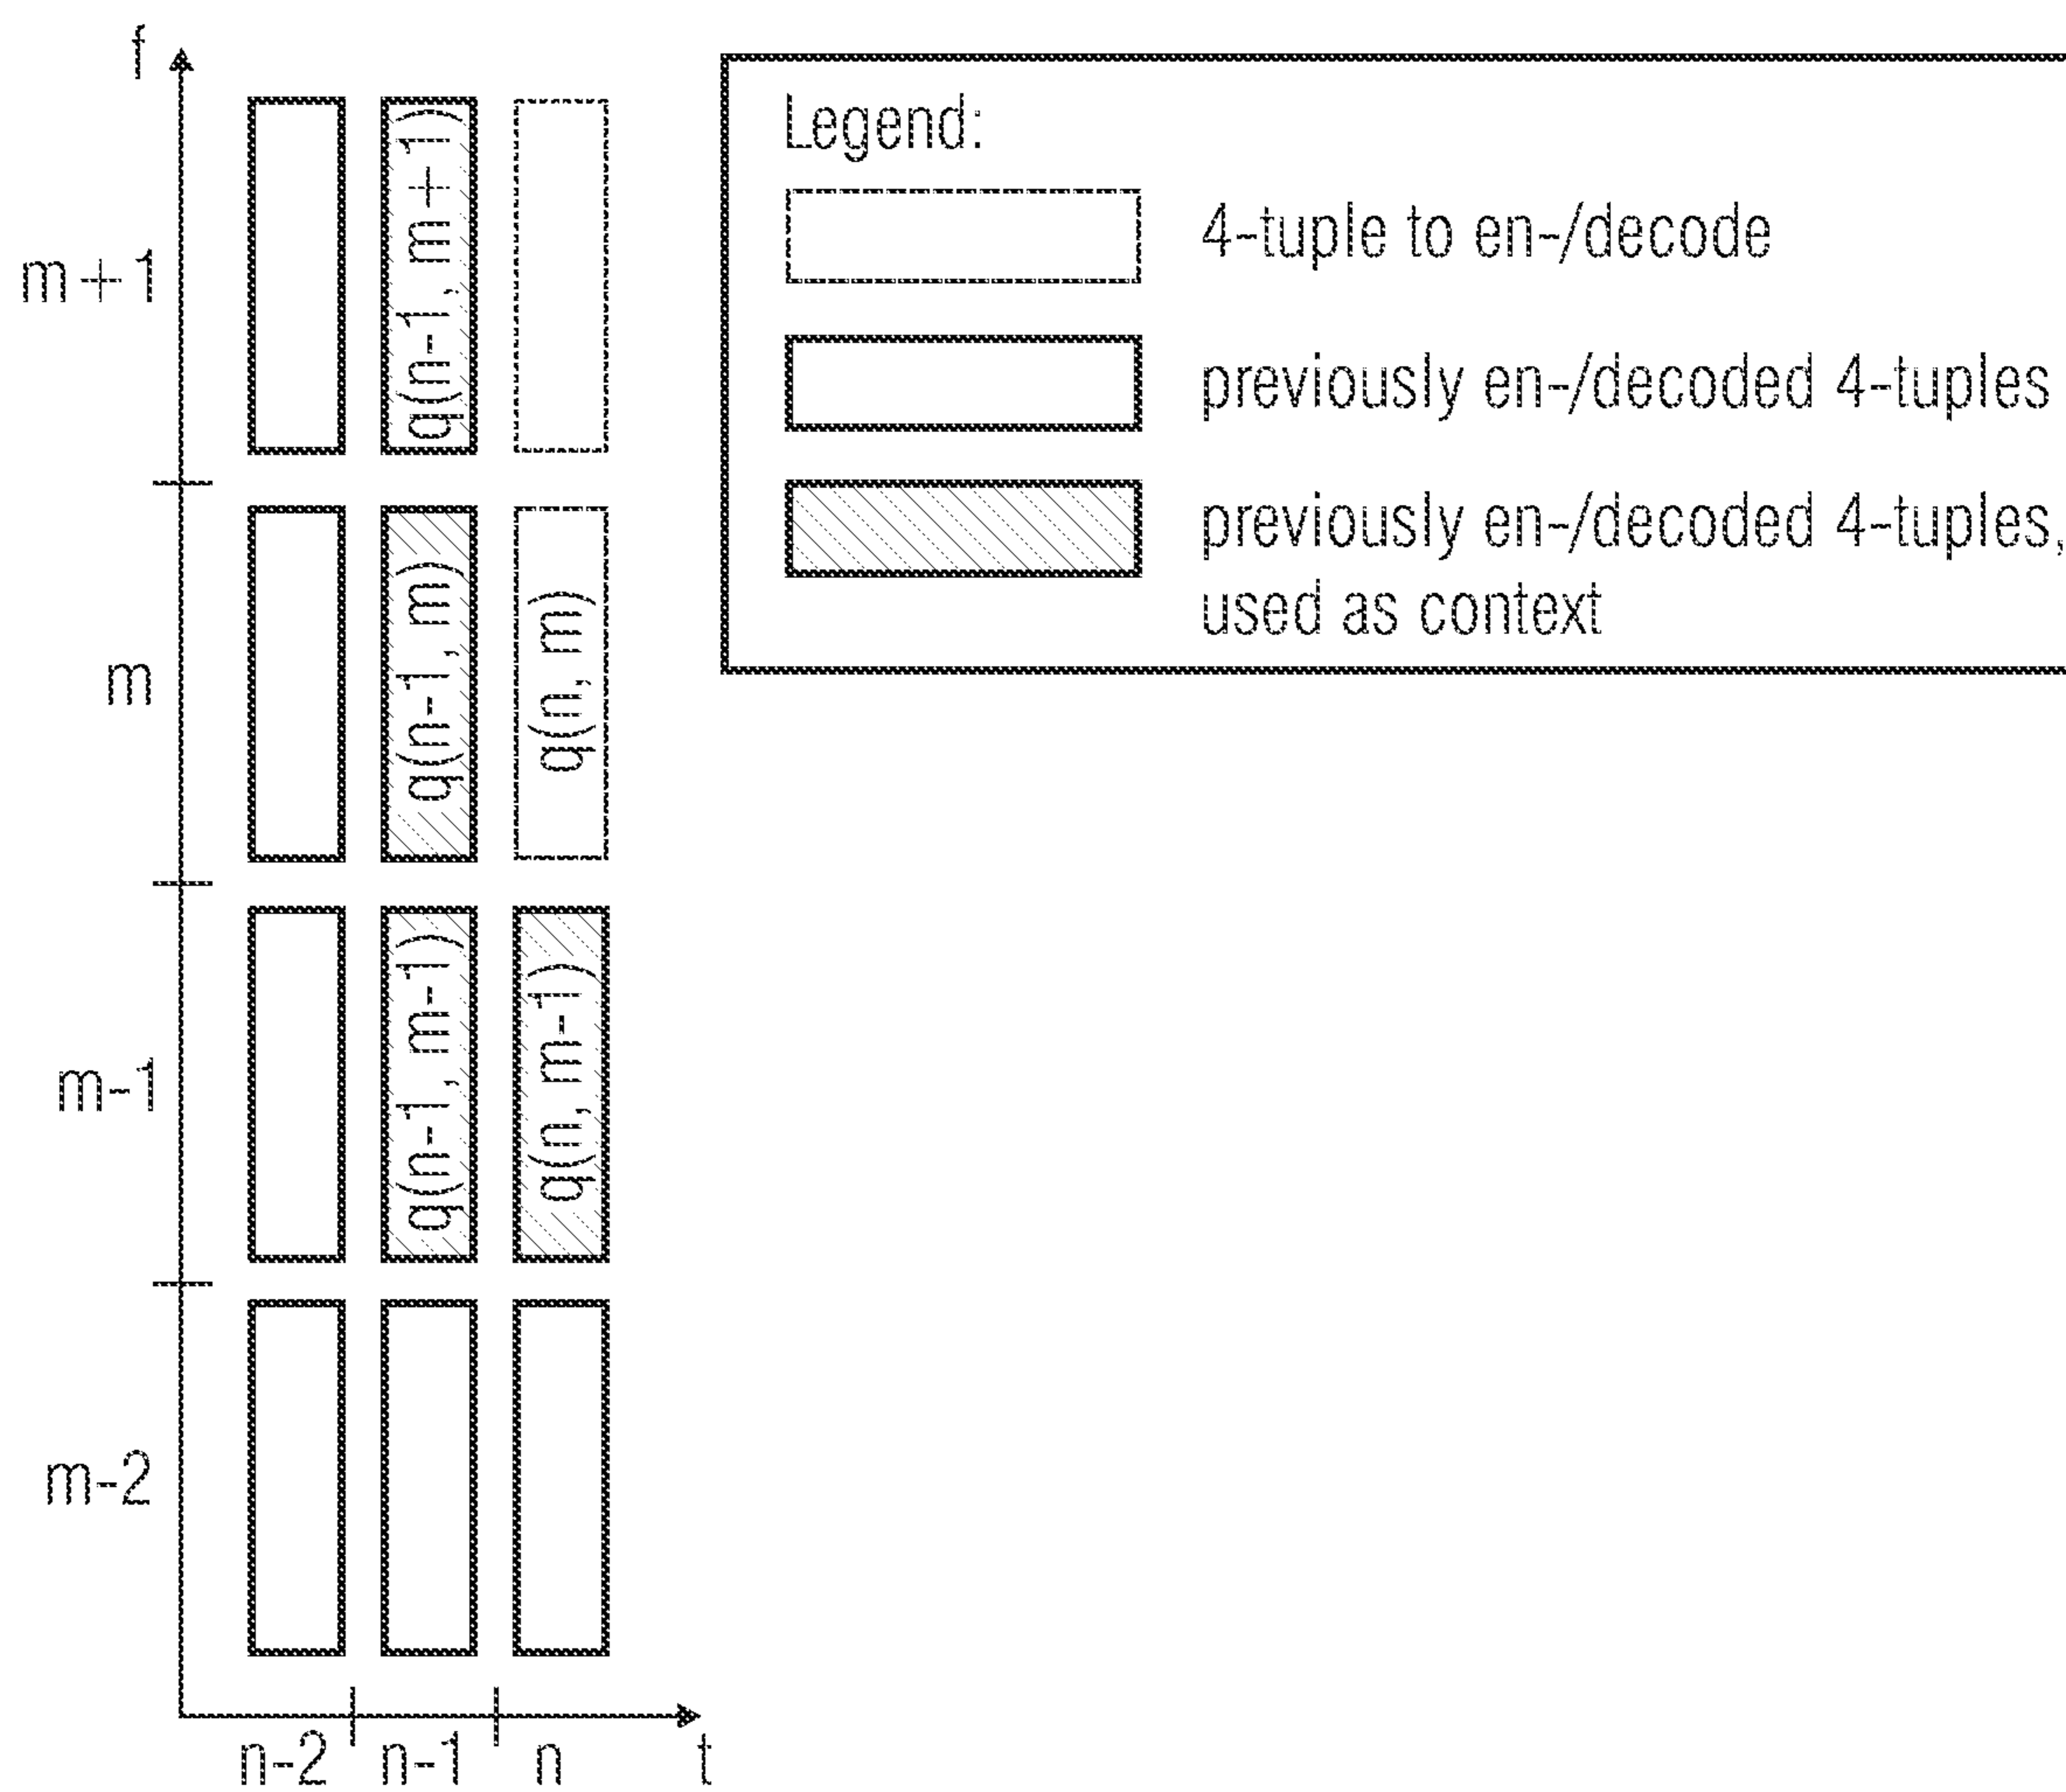 f
Legend:
4-tuple to en-/decode
previously en-/decoded 4-tuples
previously en-/decoded 4-tuples,
used as context
m+1
q(n-1, m+1)
m
q(n-1, m)
q(n, m)
m-1
q(n-1, m-1)
q(n, m-1)
m-2
n-2
n-1
n
t